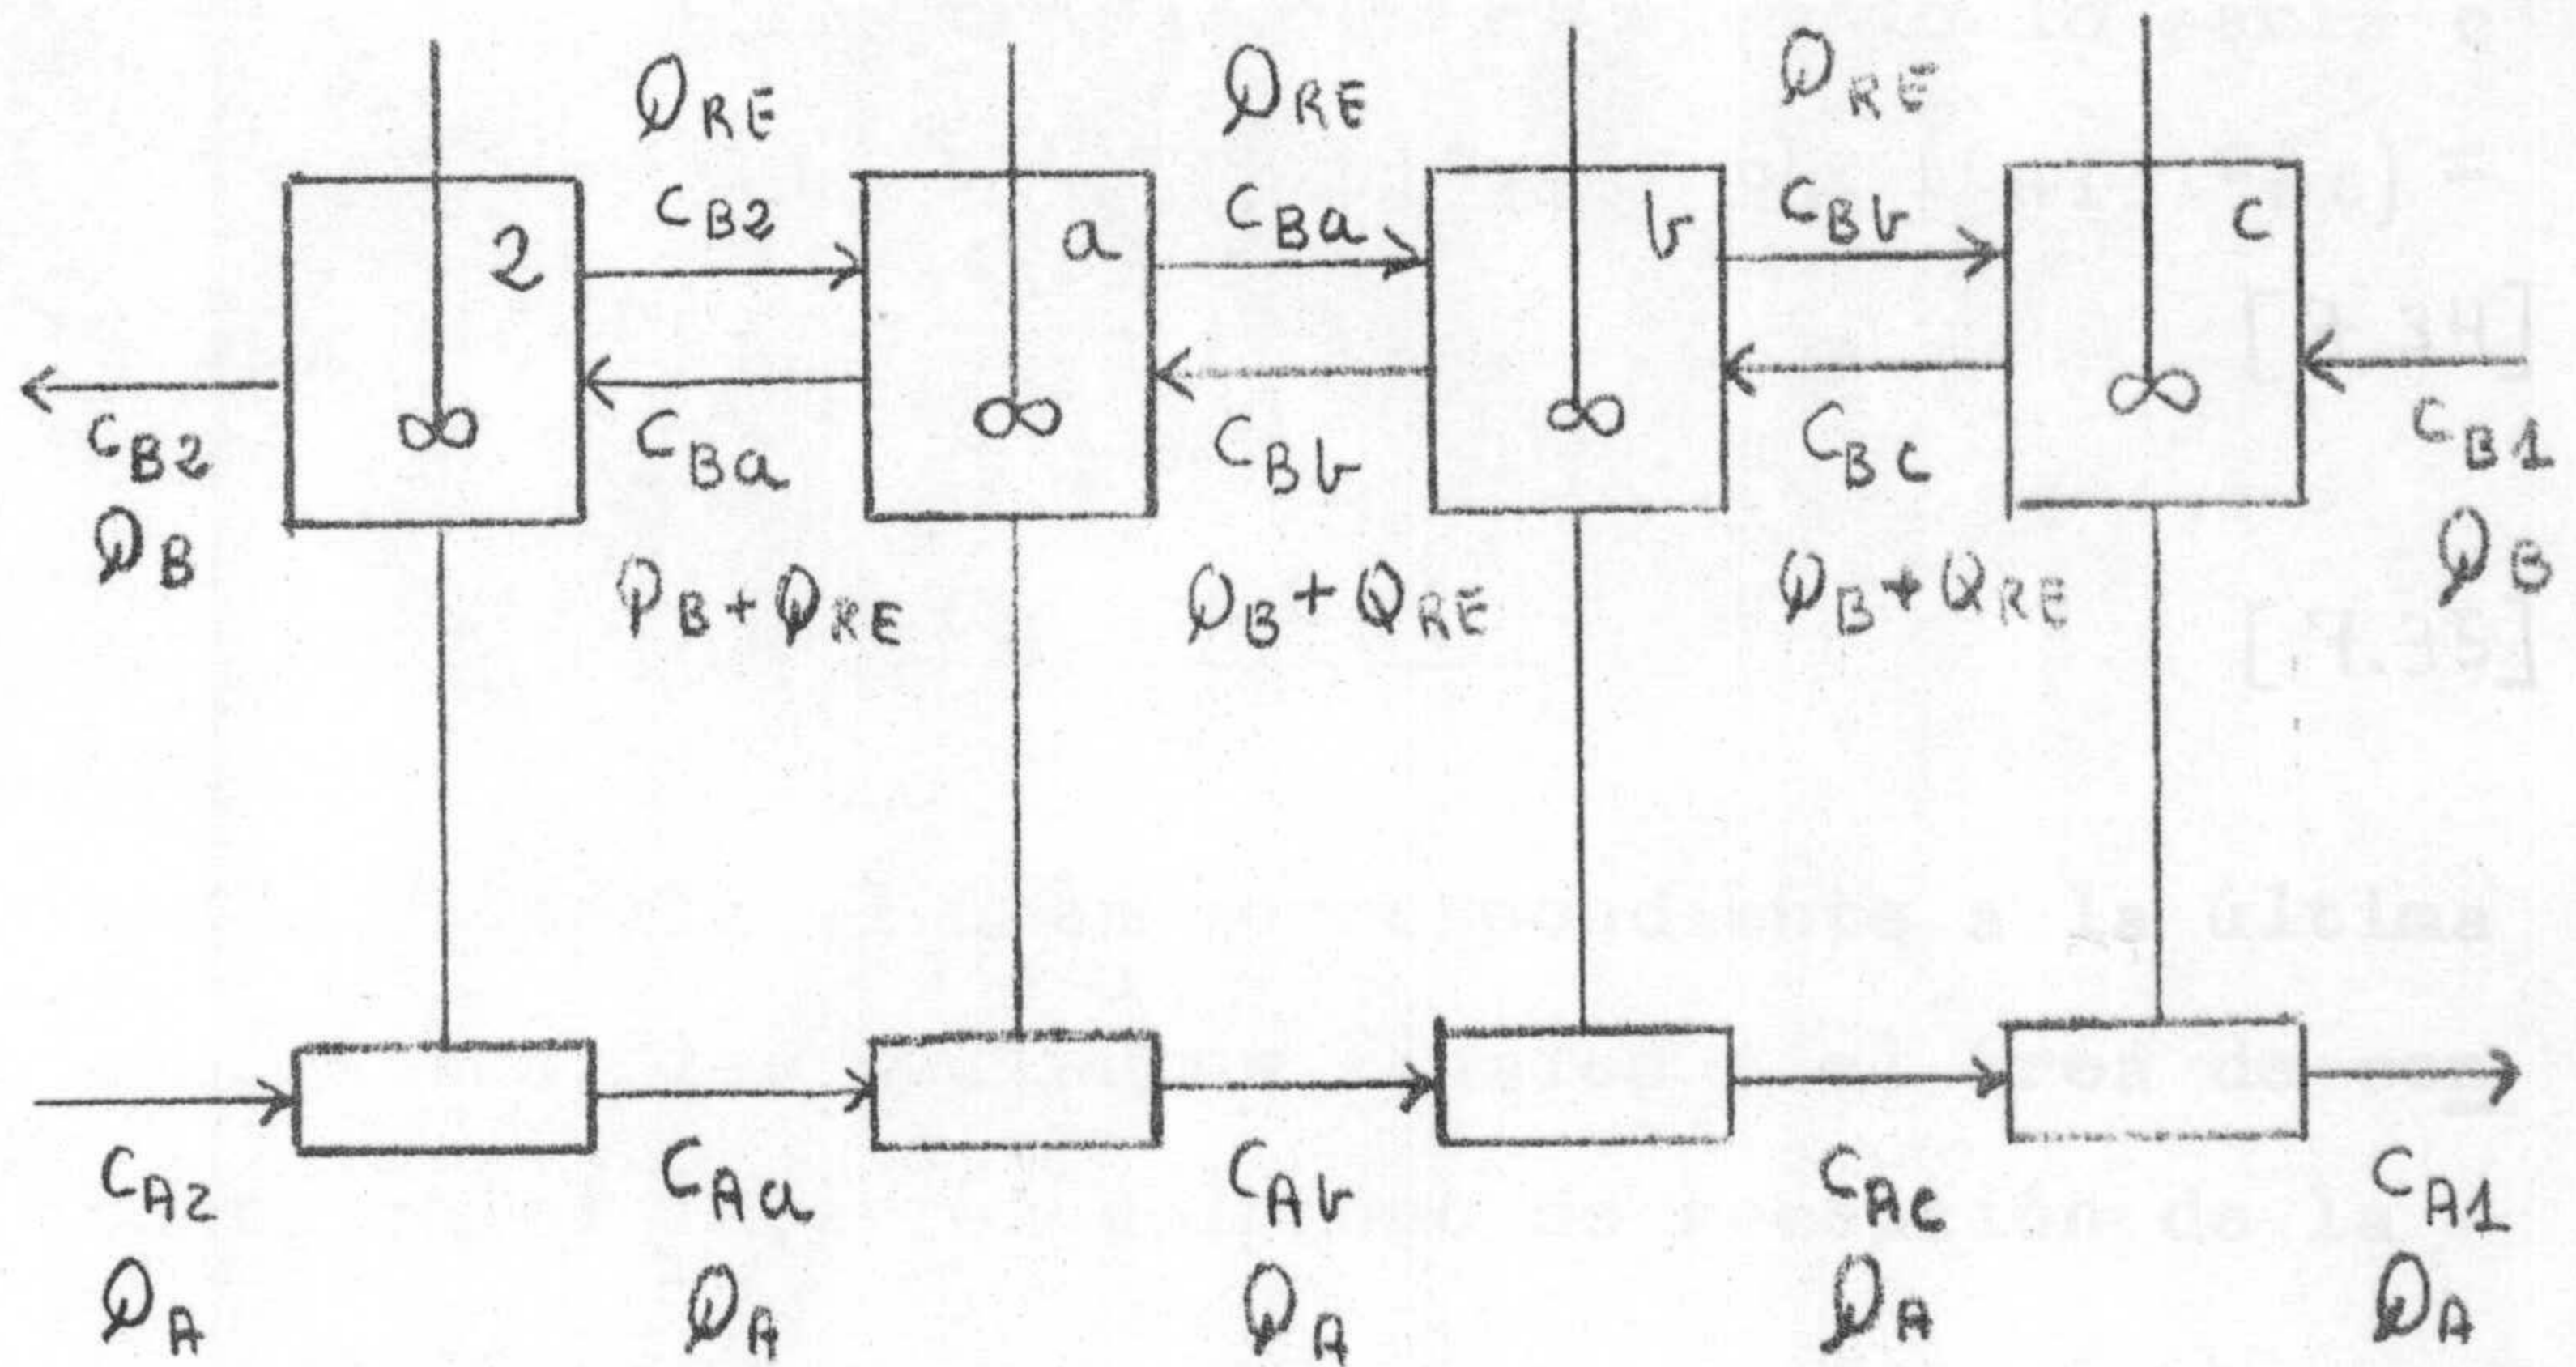 Q_RE Q_RE Q_RE
C_B2 C_Ba C_Bb
2 a b c
C_B2 C_Ba C_Bb C_Bc C_B1
Q_B Q_B + Q_RE Q_B + Q_RE Q_B + Q_RE Q_B
C_A2 C_Aa C_Ab C_Ac C_A1
Q_A Q_A Q_A Q_A Q_A